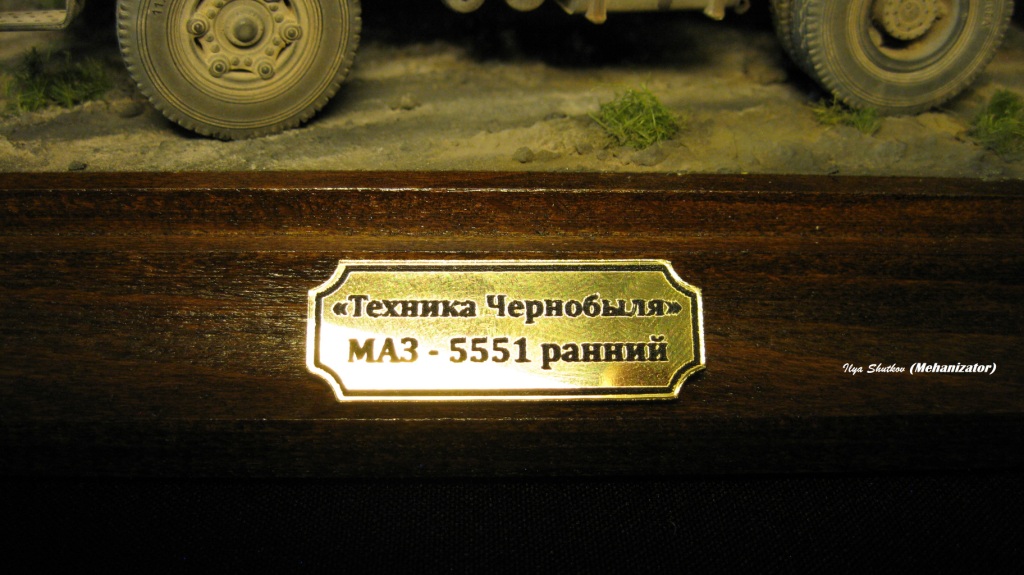 «Техника Чернобыля»
МАЗ - 5551 ранний
Ilya Shutkov (Mehanizator)